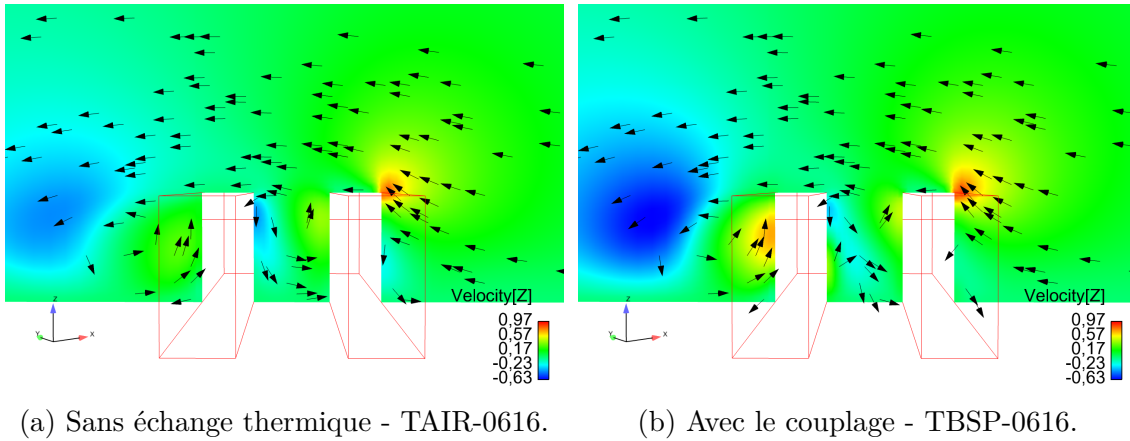 Velocity[Z]
0,97
0,57
0,17
-0,23
-0,63
Z
Y
X
Velocity[Z]
0,97
0,57
0,17
-0,23
-0,63
Z
Y
X
(a) Sans échange thermique - TAIR-0616.
(b) Avec le couplage - TBSP-0616.